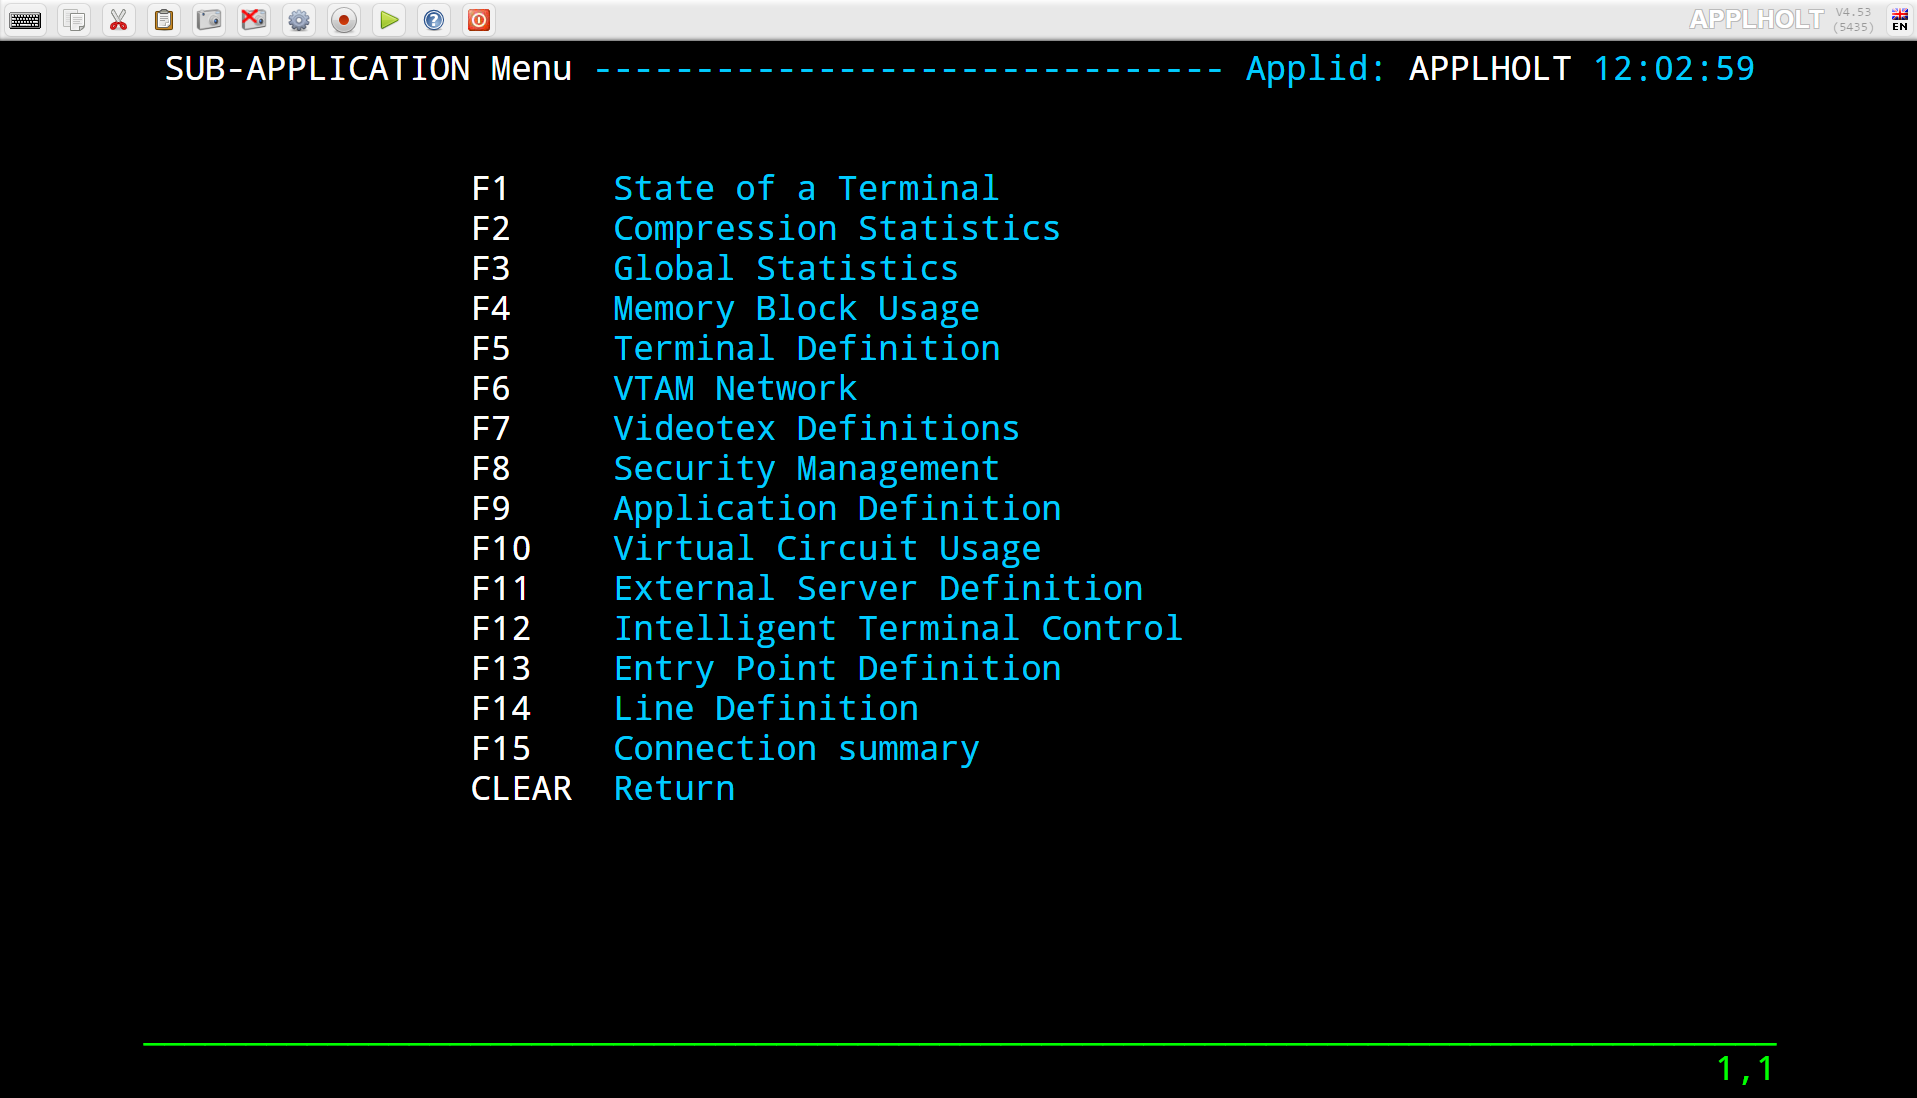 APPLHOLT V4.53
(5435) EN
SUB-APPLICATION Menu ------------------------------- Applid: APPLHOLT 12:02:59
F1 State of a Terminal
F2 Compression Statistics
F3 Global Statistics
F4 Memory Block Usage
F5 Terminal Definition
F6 VTAM Network
F7 Videotex Definitions
F8 Security Management
F9 Application Definition
F10 Virtual Circuit Usage
F11 External Server Definition
F12 Intelligent Terminal Control
F13 Entry Point Definition
F14 Line Definition
F15 Connection summary
CLEAR Return
1,1